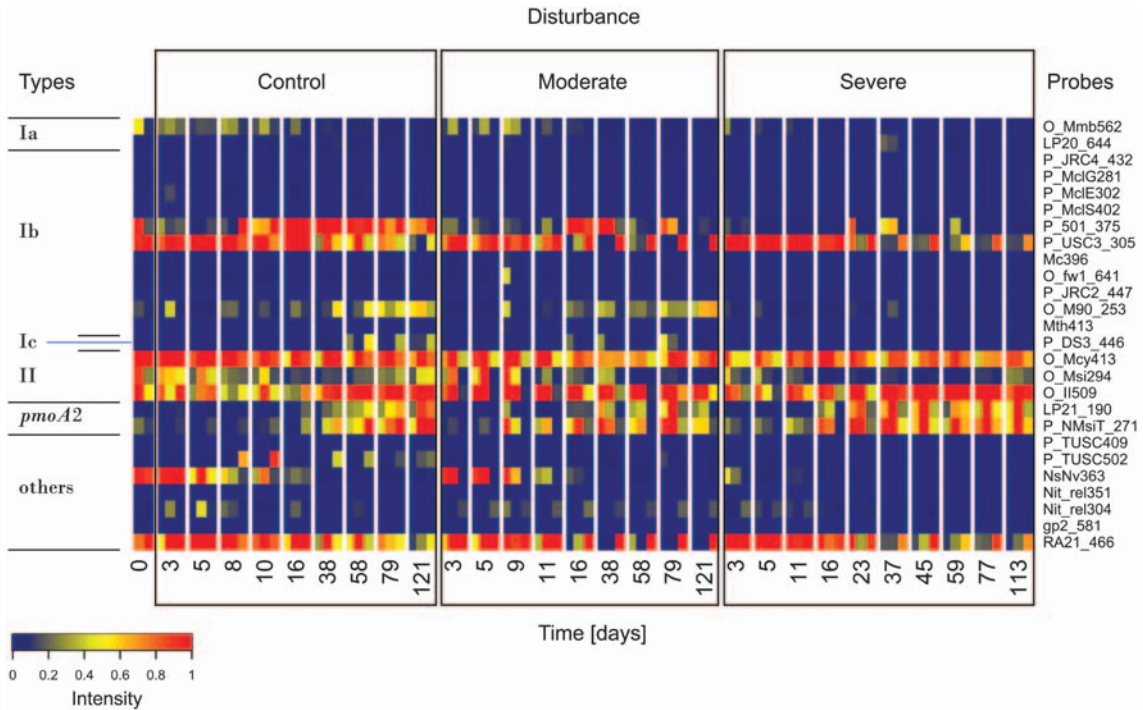 Disturbance
Types
Control
Moderate
Severe
Probes
Ia
Ib
Ic
II
pmoA2
others
O_Mmb562
LP20_644
P_JRC4_432
P_MclG281
P_MclE302
P_MclS402
P_501_375
P_USC3_305
Mc396
O_fw1_641
P_JRC2_447
O_M90_253
Mth413
P_DS3_446
O_Mcy413
O_Msi294
O_II509
LP21_190
P_NMsiT_271
P_TUSC409
P_TUSC502
NsNv363
Nit_rel351
Nit_rel304
gp2_581
RA21_466
0 3 5 8 10 16 38 58 79 121
3 5 9 11 16 38 58 79 121
3 5 11 16 23 37 45 59 77 113
Time [days]
0 0.2 0.4 0.6 0.8 1
Intensity